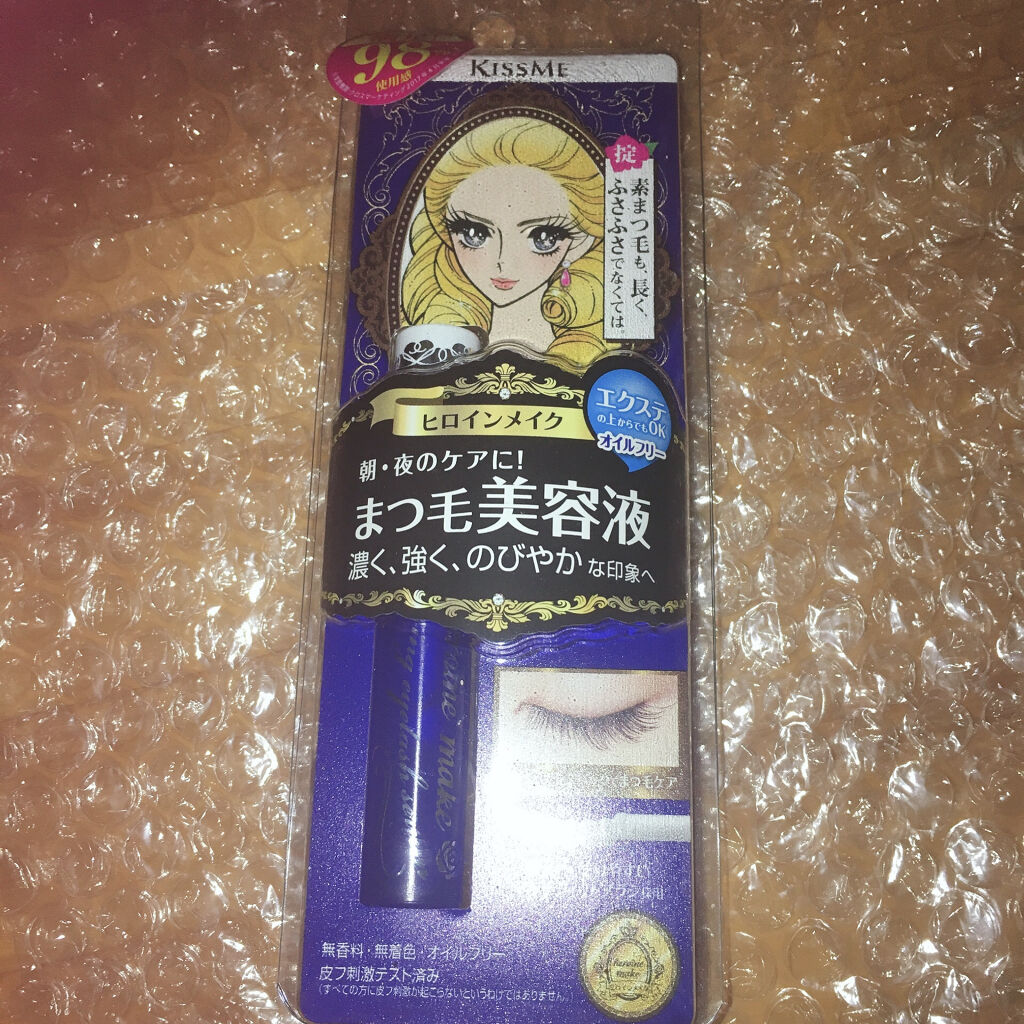 98
使用感
KISSME
掟
素まつ毛も、長く、
ふさふさでなくては。
ヒロインメイク
エクステ
の上からでもOK
オイルフリー
朝・夜のケアに!
まつ毛美容液
濃く、強く、のびやかな印象へ
make
eyelash
まつ毛ケア
無香料・無着色・オイルフリー
皮フ刺激テスト済み
(すべての方に皮フ刺激が起こらないというわけではありません。)
heroine
make